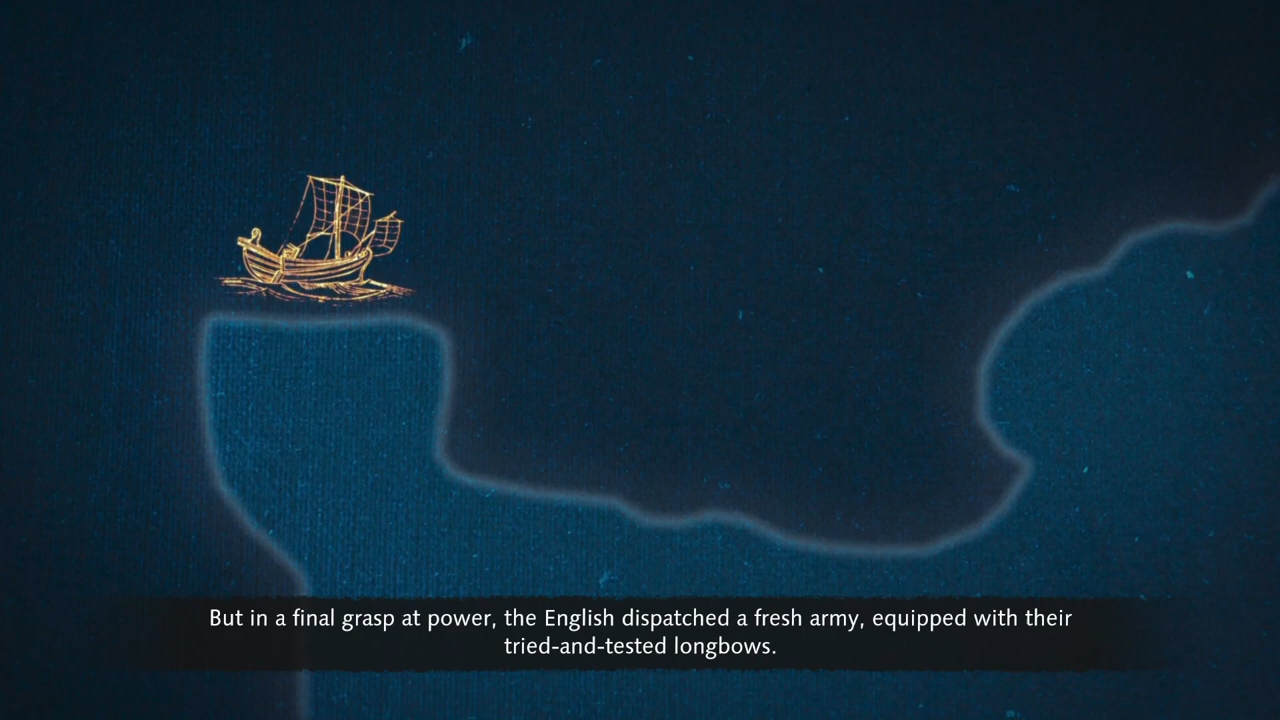 But in a final grasp at power, the English dispatched a fresh army, equipped with their
tried-and-tested longbows.